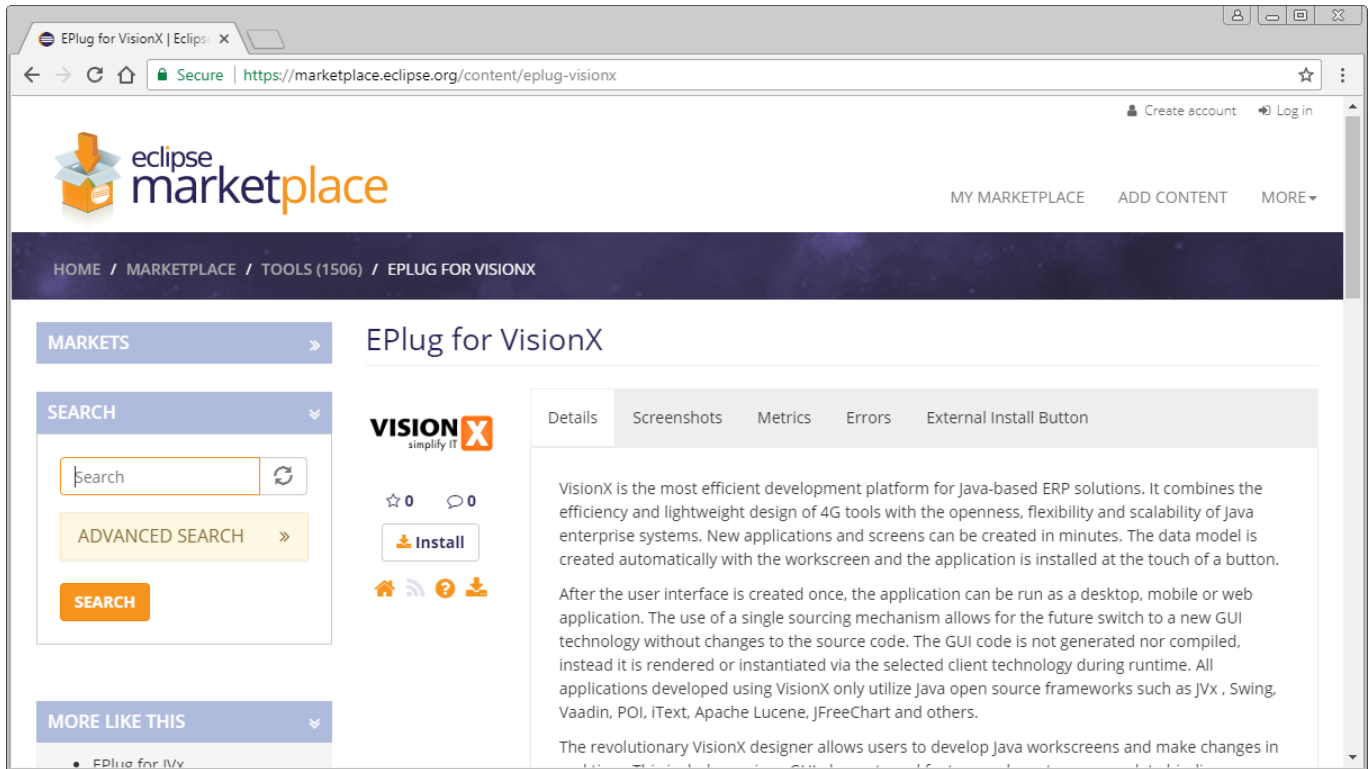 EPlug for VisionX | Eclips
Secure | https://marketplace.eclipse.org/content/eplug-visionx
Create account Log in
eclipse
marketplace
MY MARKETPLACE ADD CONTENT MORE
HOME / MARKETPLACE / TOOLS (1506) / EPLUG FOR VISIONX
MARKETS »
EPlug for VisionX
SEARCH
Search
ADVANCED SEARCH »
SEARCH
MORE LIKE THIS
• EPlug for JVx
VISION X
simplify IT
0 0
Install
Details Screenshots Metrics Errors External Install Button
VisionX is the most efficient development platform for Java-based ERP solutions. It combines the
efficiency and lightweight design of 4G tools with the openness, flexibility and scalability of Java
enterprise systems. New applications and screens can be created in minutes. The data model is
created automatically with the workscreen and the application is installed at the touch of a button.
After the user interface is created once, the application can be run as a desktop, mobile or web
application. The use of a single sourcing mechanism allows for the future switch to a new GUI
technology without changes to the source code. The GUI code is not generated nor compiled,
instead it is rendered or instantiated via the selected client technology during runtime. All
applications developed using VisionX only utilize Java open source frameworks such as JVx , Swing,
Vaadin, POI, iText, Apache Lucene, JFreeChart and others.
The revolutionary VisionX designer allows users to develop Java workscreens and make changes in